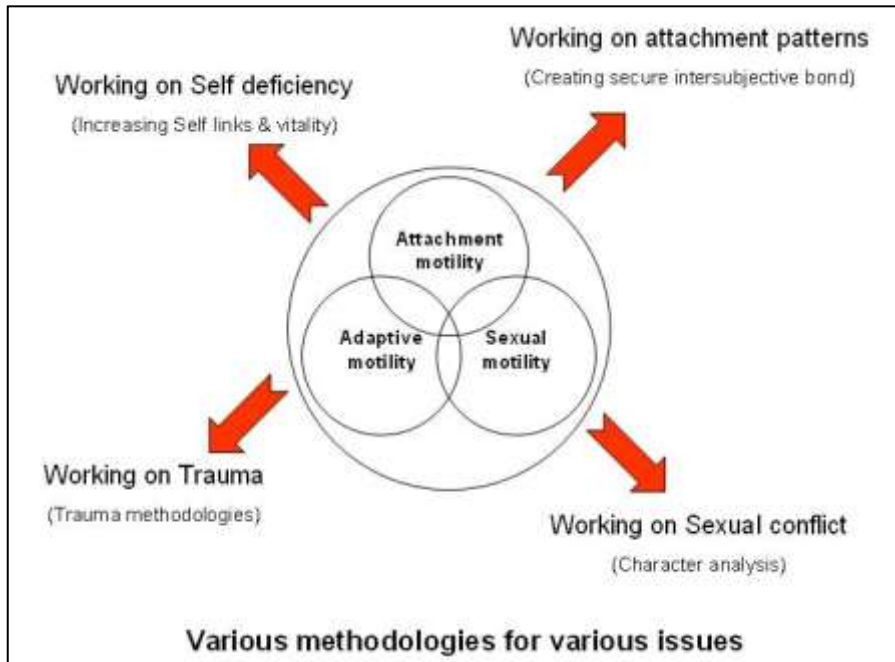 Working on attachment patterns
(Creating secure intersubjective bond)
Working on Self deficiency
(Increasing Self links & vitality)
Attachment
motility
Adaptive
motility
Sexual
motility
Working on Trauma
(Trauma methodologies)
Working on Sexual conflict
(Character analysis)
Various methodologies for various issues